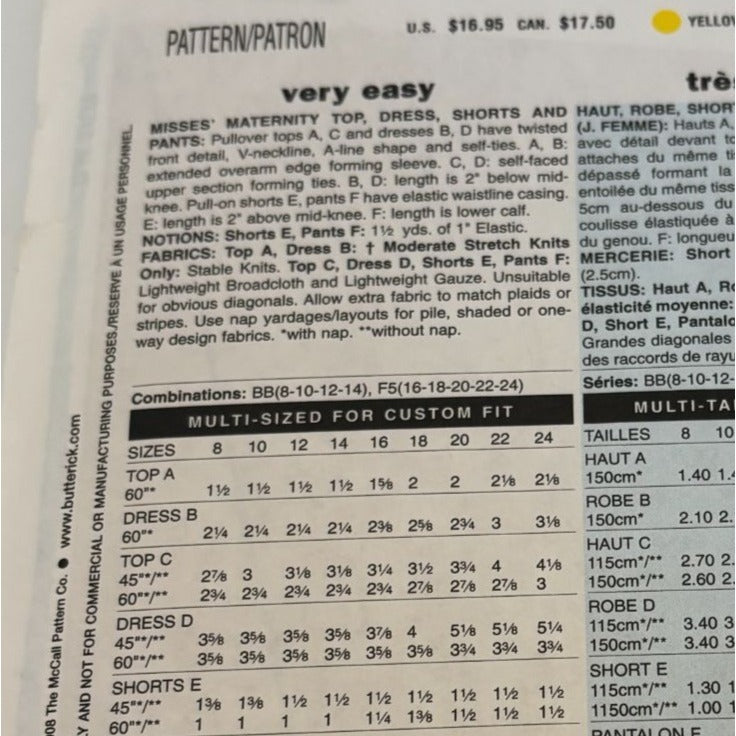 PATTERN/PATRON
U.S. $16.95 CAN. $17.50
very easy
MISSES' MATERNITY TOP, DRESS, SHORTS AND
PANTS: Pullover tops A, C and dresses B, D have twisted
front detail, V-neckline, A-line shape and self-ties. A, B:
extended overarm edge forming sleeve. C, D: self-faced
upper section forming ties. B, D: length is 2" below mid-
knee. Pull-on shorts E, pants F have elastic waistline casing.
E: length is 2" above mid-knee. F: length is lower calf.
NOTIONS: Shorts E, Pants F: 1½ yds. of 1" Elastic.
FABRICS: Top A, Dress B: † Moderate Stretch Knits
Only: Stable Knits. Top C, Dress D, Shorts E, Pants F:
Lightweight Broadcloth and Lightweight Gauze. Unsuitable
for obvious diagonals. Allow extra fabric to match plaids or
stripes. Use nap yardages/layouts for pile, shaded or one-
way design fabrics. *with nap. **without nap.
Combinations: BB(8-10-12-14), F5(16-18-20-22-24)
MULTI-SIZED FOR CUSTOM FIT
SIZES 8 10 12 14 16 18 20 22 24
TOP A
60"* 1½ 1½ 1½ 1½ 1⅝ 2 2 2⅛ 2⅛
DRESS B
60"* 2¼ 2¼ 2¼ 2¼ 2⅜ 2⅝ 2¾ 3 3⅛
TOP C
45"*/** 2⅞ 3 3⅛ 3⅛ 3¼ 3½ 3¾ 4 4⅛
60"*/** 2¾ 2¾ 2¾ 2¾ 2¾ 2⅞ 2⅞ 2⅞ 3
DRESS D
45"*/** 3⅝ 3⅝ 3⅝ 3⅝ 3⅞ 4 5⅛ 5⅛ 5¼
60"*/** 3⅝ 3⅝ 3⅝ 3⅝ 3⅝ 3⅝ 3¾ 3¾ 3¾
SHORTS E
45"*/** 1⅜ 1⅜ 1½ 1½ 1½ 1½ 1½ 1½ 1½
60"*/** 1 1 1 1 1¼ 1⅜ 1½ 1½ 1½
YELLOW
très
HAUT, ROBE, SHORT
(J. FEMME): Hauts A,
avec détail devant to
attaches du même ti
dépassé formant la
entoilée du même tiss
5cm au-dessous du
coulisse élastiquée à
du genou. F: longueu
MERCERIE: Short
(2.5cm).
TISSUS: Haut A, Ro
élasticité moyenne:
D, Short E, Pantalo
Grandes diagonales
des raccords de rayu
Séries: BB(8-10-12-
MULTI-TAI
TAILLES 8 10
HAUT A
150cm* 1.40 1.4
ROBE B
150cm* 2.10 2.
HAUT C
115cm*/** 2.70 2.
150cm*/** 2.60 2.
ROBE D
115cm*/** 3.40 3
150cm*/** 3.40 3
SHORT E
115cm*/** 1.30 1
1150cm*/** 1.00 1
PANTALON F
08 The McCall Pattern Co. ● www.butterick.com
Y AND NOT FOR COMMERCIAL OR MANUFACTURING PURPOSES./RESERVE À UN USAGE PERSONNEL.